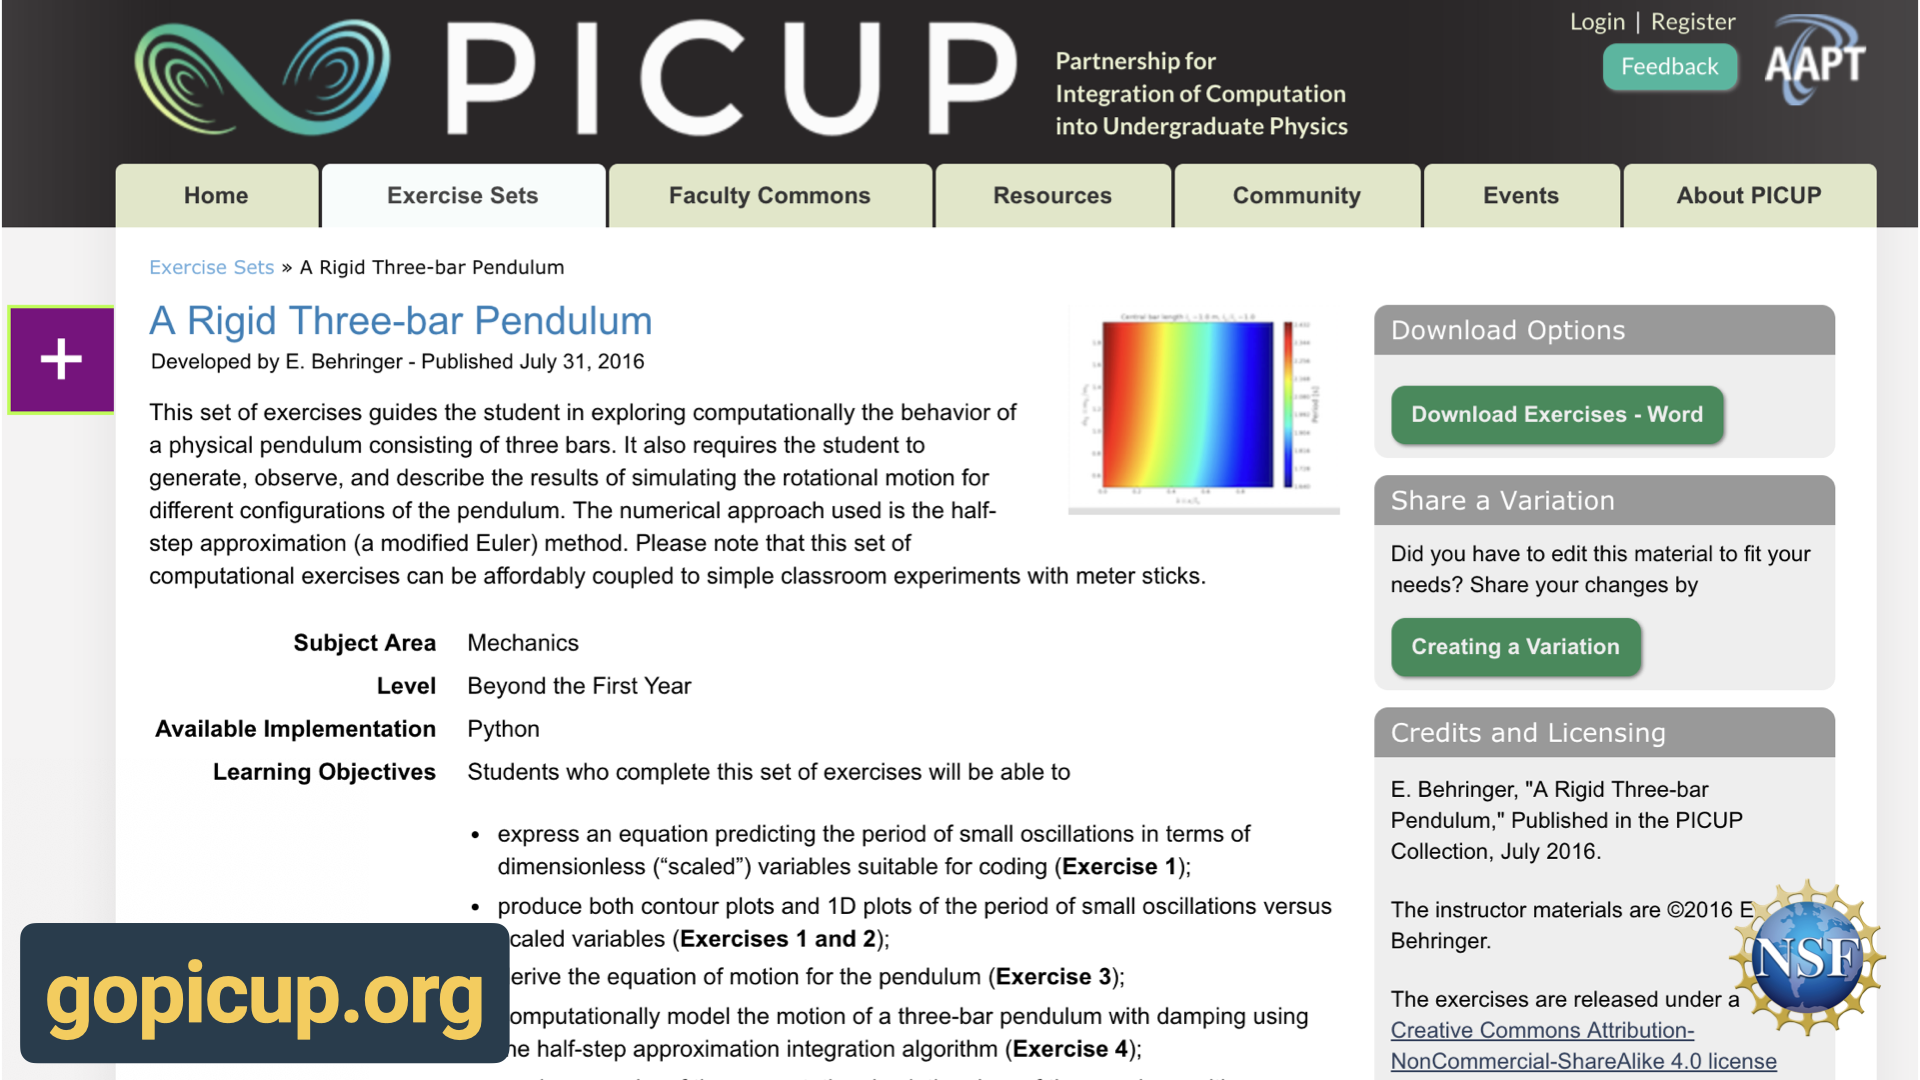 PICUP
Partnership for
Integration of Computation
into Undergraduate Physics
Login | Register
Feedback
AAPT
Home
Exercise Sets
Faculty Commons
Resources
Community
Events
About PICUP
Exercise Sets » A Rigid Three-bar Pendulum
A Rigid Three-bar Pendulum
Developed by E. Behringer - Published July 31, 2016
This set of exercises guides the student in exploring computationally the behavior of
a physical pendulum consisting of three bars. It also requires the student to
generate, observe, and describe the results of simulating the rotational motion for
different configurations of the pendulum. The numerical approach used is the half-
step approximation (a modified Euler) method. Please note that this set of
computational exercises can be affordably coupled to simple classroom experiments with meter sticks.
Period [s]
Subject Area Mechanics
Level Beyond the First Year
Available Implementation Python
Learning Objectives Students who complete this set of exercises will be able to
• express an equation predicting the period of small oscillations in terms of
dimensionless (“scaled”) variables suitable for coding (Exercise 1);
• produce both contour plots and 1D plots of the period of small oscillations versus
caled variables (Exercises 1 and 2);
erive the equation of motion for the pendulum (Exercise 3);
omputationally model the motion of a three-bar pendulum with damping using
he half-step approximation integration algorithm (Exercise 4);
Download Options
Download Exercises - Word
Share a Variation
Did you have to edit this material to fit your
needs? Share your changes by
Creating a Variation
Credits and Licensing
E. Behringer, "A Rigid Three-bar
Pendulum," Published in the PICUP
Collection, July 2016.
The instructor materials are ©2016 E
Behringer.
The exercises are released under a
Creative Commons Attribution-
NonCommercial-ShareAlike 4.0 license
NSF
gopicup.org